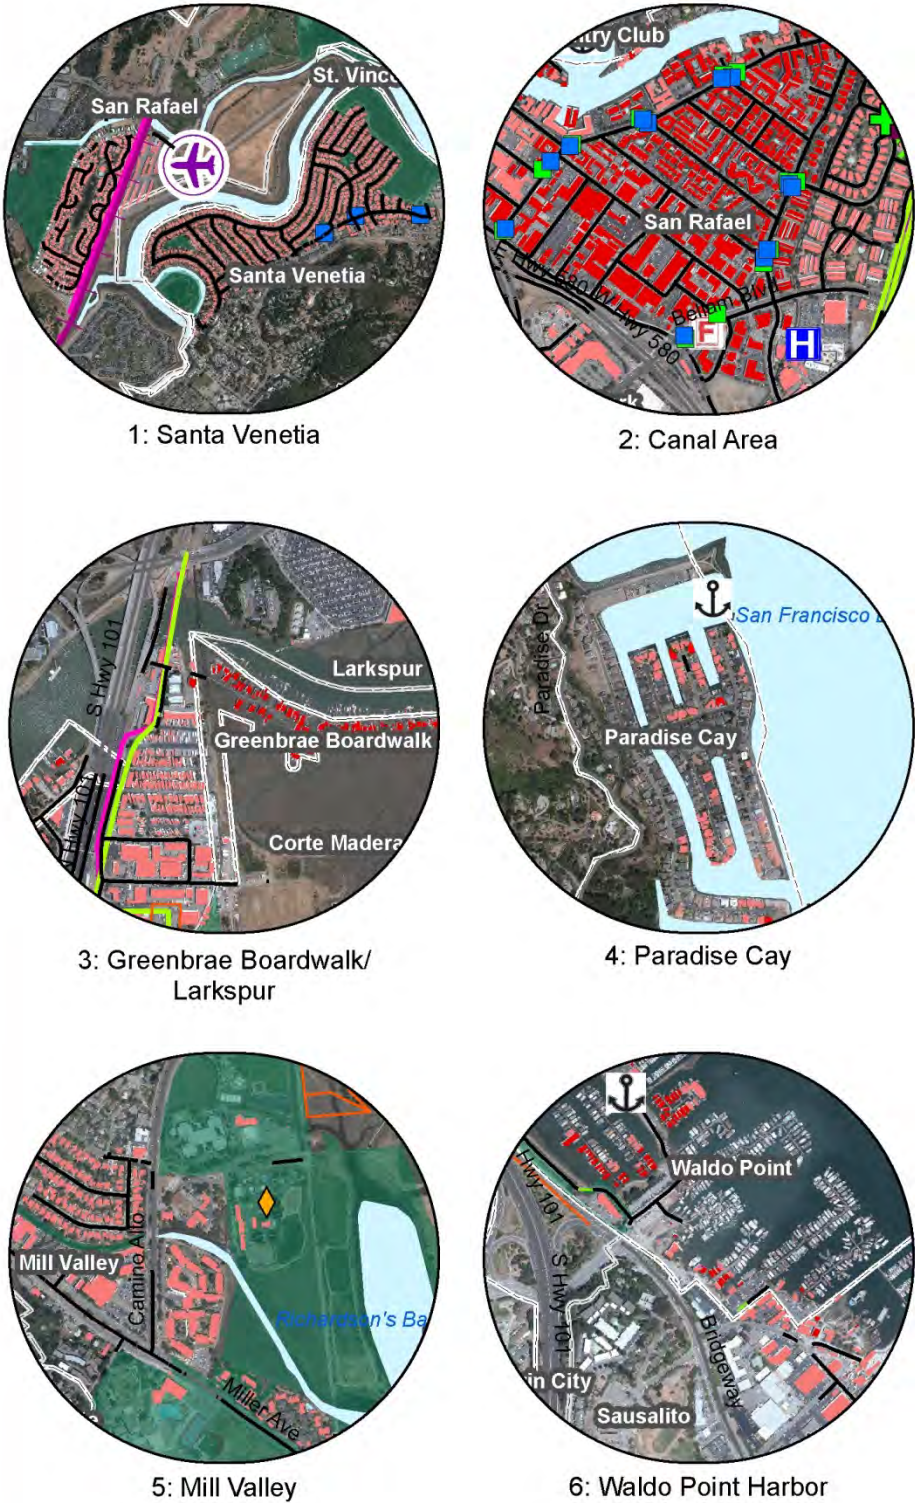 San Rafael
St. Vinc
Santa Venetia
1: Santa Venetia
ntry Club
San Rafael
Bellam Blvd
Hwy 580
Hwy 580
F
H
2: Canal Area
S Hwy 101
Larkspur
Greenbrae Boardwalk
Hwy 101
Corte Madera
3: Greenbrae Boardwalk/
Larkspur
Paradise Dr
San Francisco
Paradise Cay
4: Paradise Cay
Camino Alto
Mill Valley
Richardson's Ba
Miller Ave
5: Mill Valley
Hwy 101
Waldo Point
S Hwy 101
Bridgeway
in City
Sausalito
6: Waldo Point Harbor